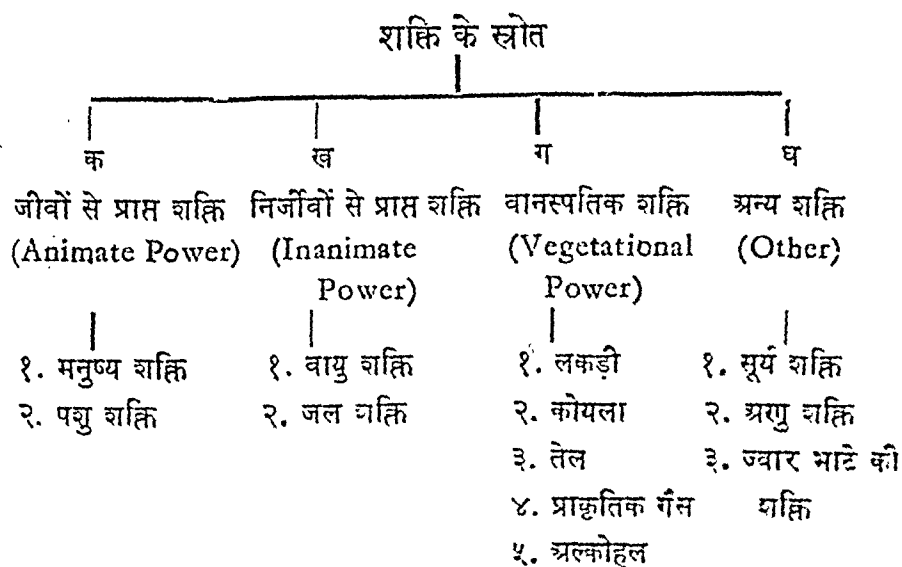 शक्ति के स्रोत
क ख ग घ
जीवों से प्राप्त शक्ति निर्जीवों से प्राप्त शक्ति वानस्पतिक शक्ति अन्य शक्ति
(Animate Power) (Inanimate (Vegetational (Other)
Power) Power)
१. मनुष्य शक्ति १. वायु शक्ति १. लकड़ी १. सूर्य शक्ति
२. पशु शक्ति २. जल शक्ति २. कोयला २. अणु शक्ति
३. तेल ३. ज्वार भाटे की
४. प्राकृतिक गैस शक्ति
५. अल्कोहल